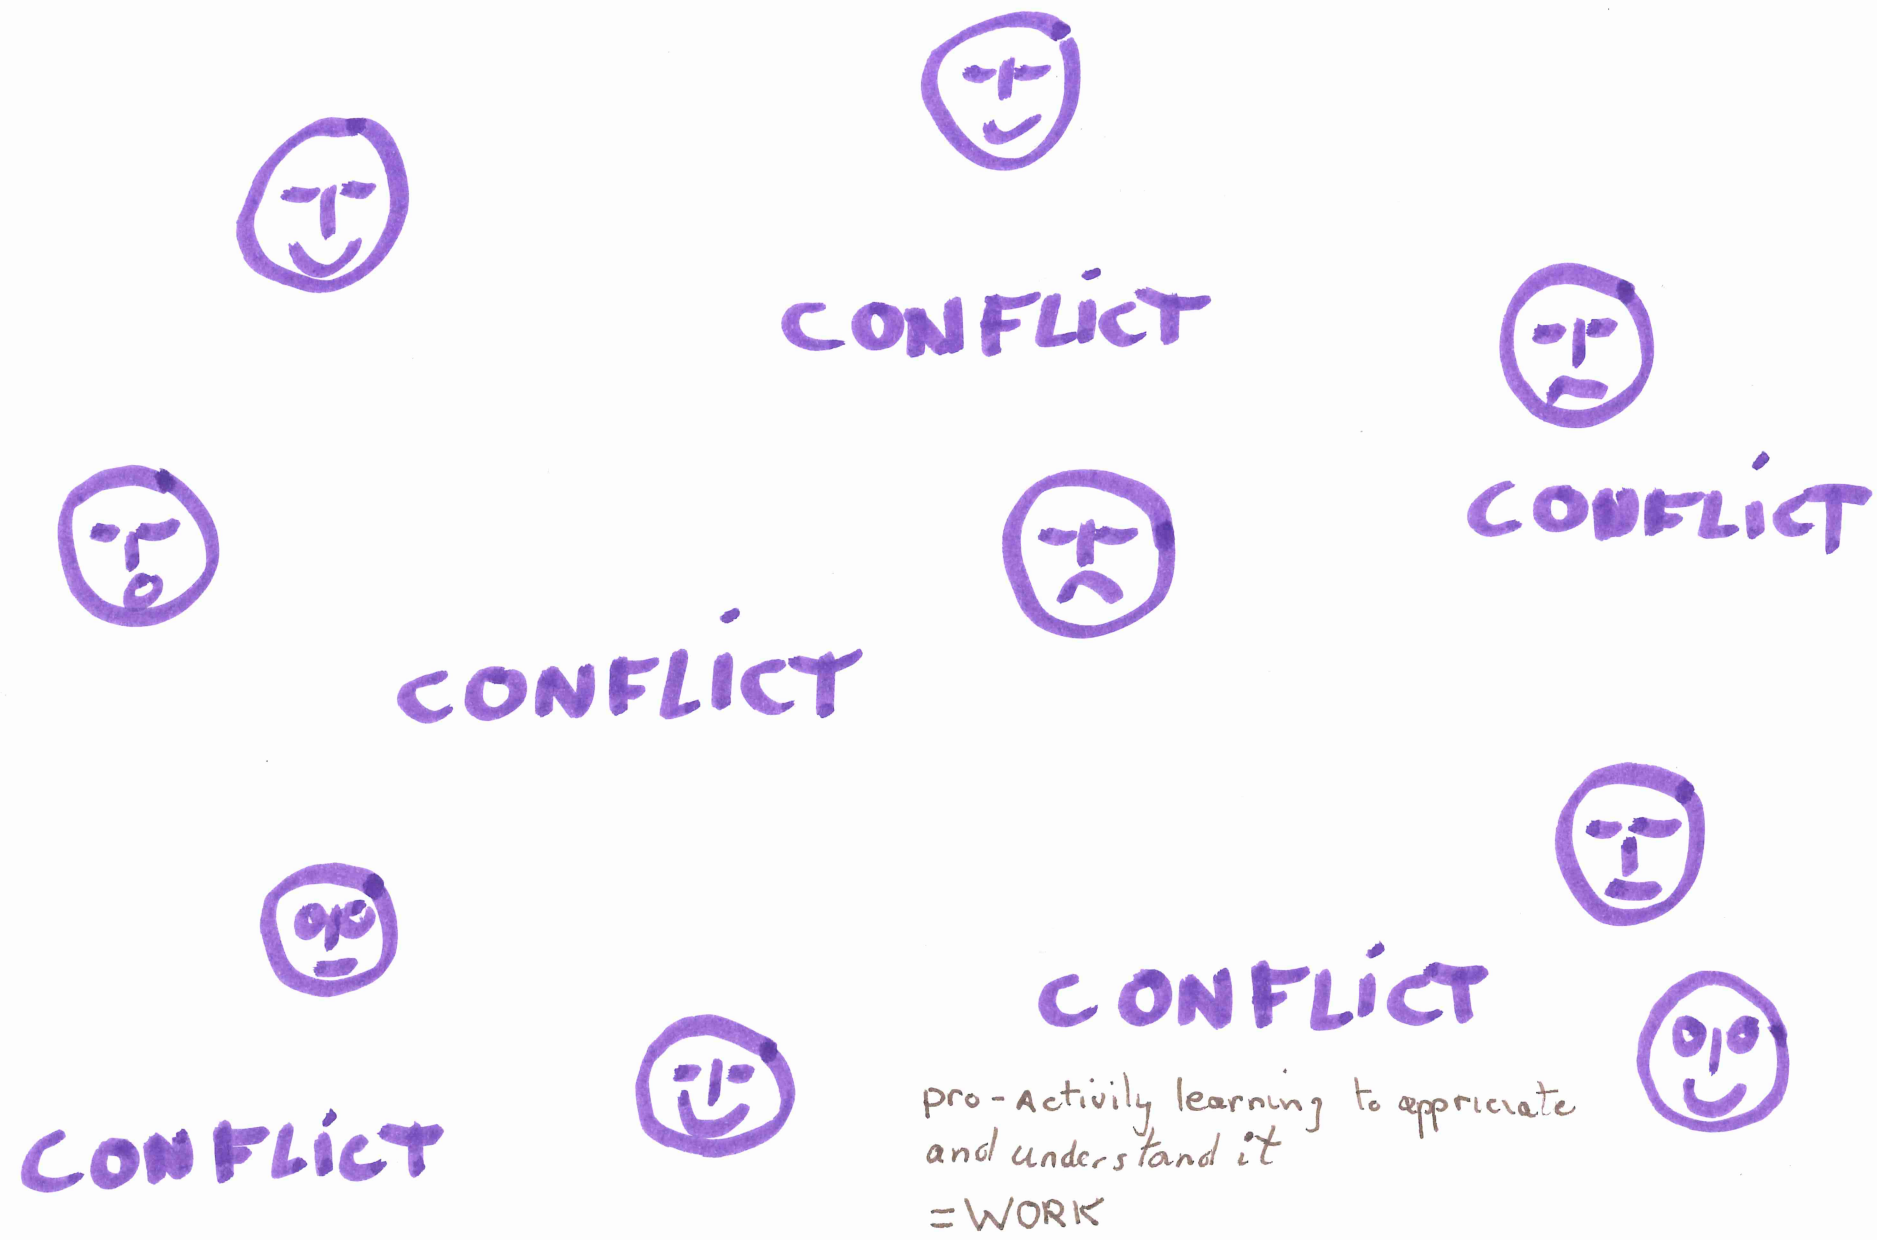 CONFLiCT
CONFLiCT
CONFLiCT
CONFLiCT
pro-Activily learning to appriciate
and understand it
=WORK
CONFLiCT